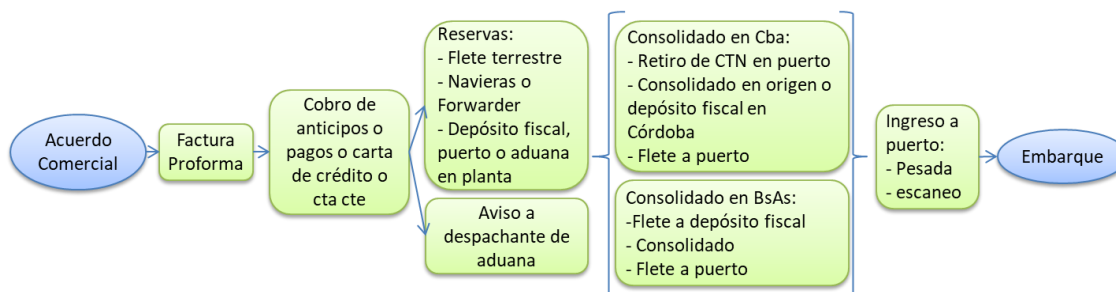 Acuerdo
Comercial
Factura
Proforma
Cobro de
anticipos o
pagos o carta
de crédito o
cta cte
Reservas:
- Flete terrestre
- Navieras o
Forwarder
- Depósito fiscal,
puerto o aduana
en planta
Aviso a
despachante de
aduana
Consolidado en Cba:
- Retiro de CTN en puerto
- Consolidado en origen o
depósito fiscal en
Córdoba
- Flete a puerto
Consolidado en BsAs:
-Flete a depósito fiscal
- Consolidado
- Flete a puerto
Ingreso a
puerto:
- Pesada
- escaneo
Embarque